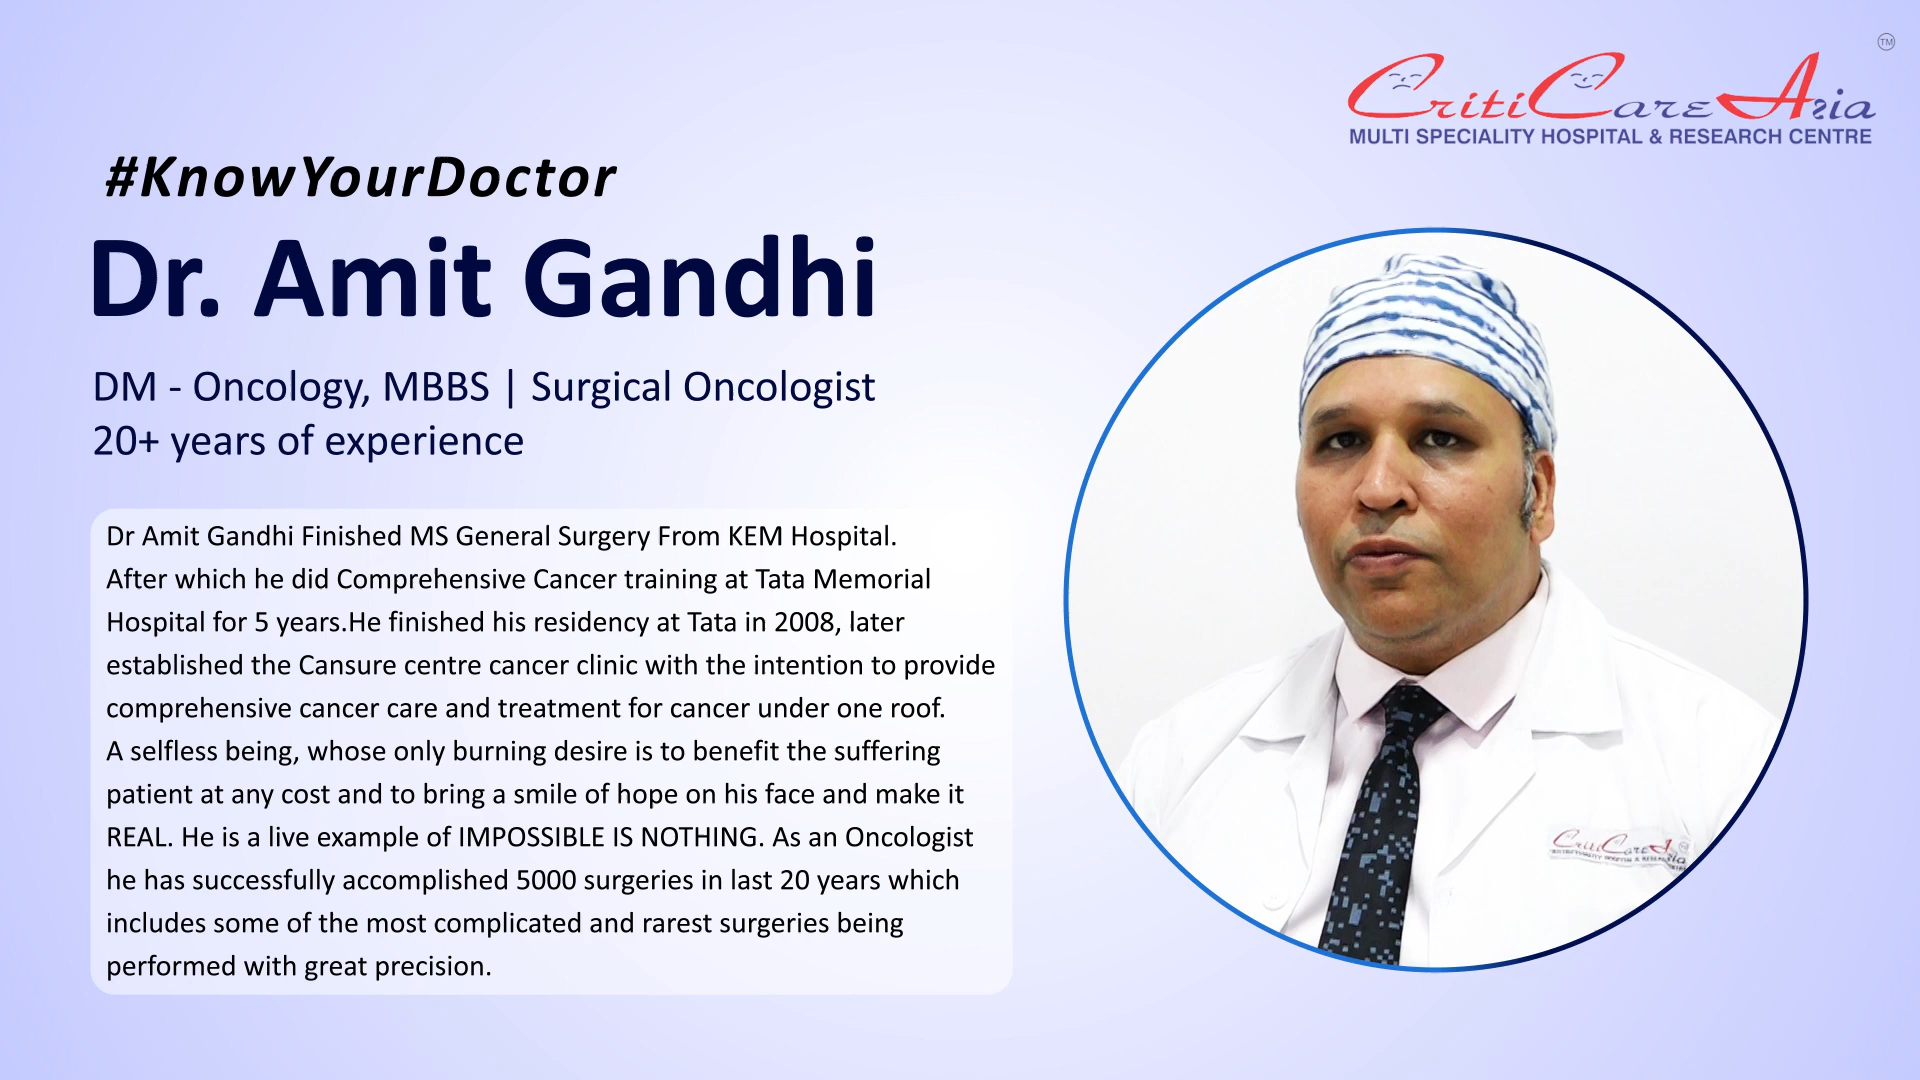 CritiCare Asia
TM
MULTI SPECIALITY HOSPITAL & RESEARCH CENTRE
#KnowYourDoctor
Dr. Amit Gandhi
DM - Oncology, MBBS | Surgical Oncologist
20+ years of experience
Dr Amit Gandhi Finished MS General Surgery From KEM Hospital.
After which he did Comprehensive Cancer training at Tata Memorial
Hospital for 5 years.He finished his residency at Tata in 2008, later
established the Cansure centre cancer clinic with the intention to provide
comprehensive cancer care and treatment for cancer under one roof.
A selfless being, whose only burning desire is to benefit the suffering
patient at any cost and to bring a smile of hope on his face and make it
REAL. He is a live example of IMPOSSIBLE IS NOTHING. As an Oncologist
he has successfully accomplished 5000 surgeries in last 20 years which
includes some of the most complicated and rarest surgeries being
performed with great precision.
CritiCare A